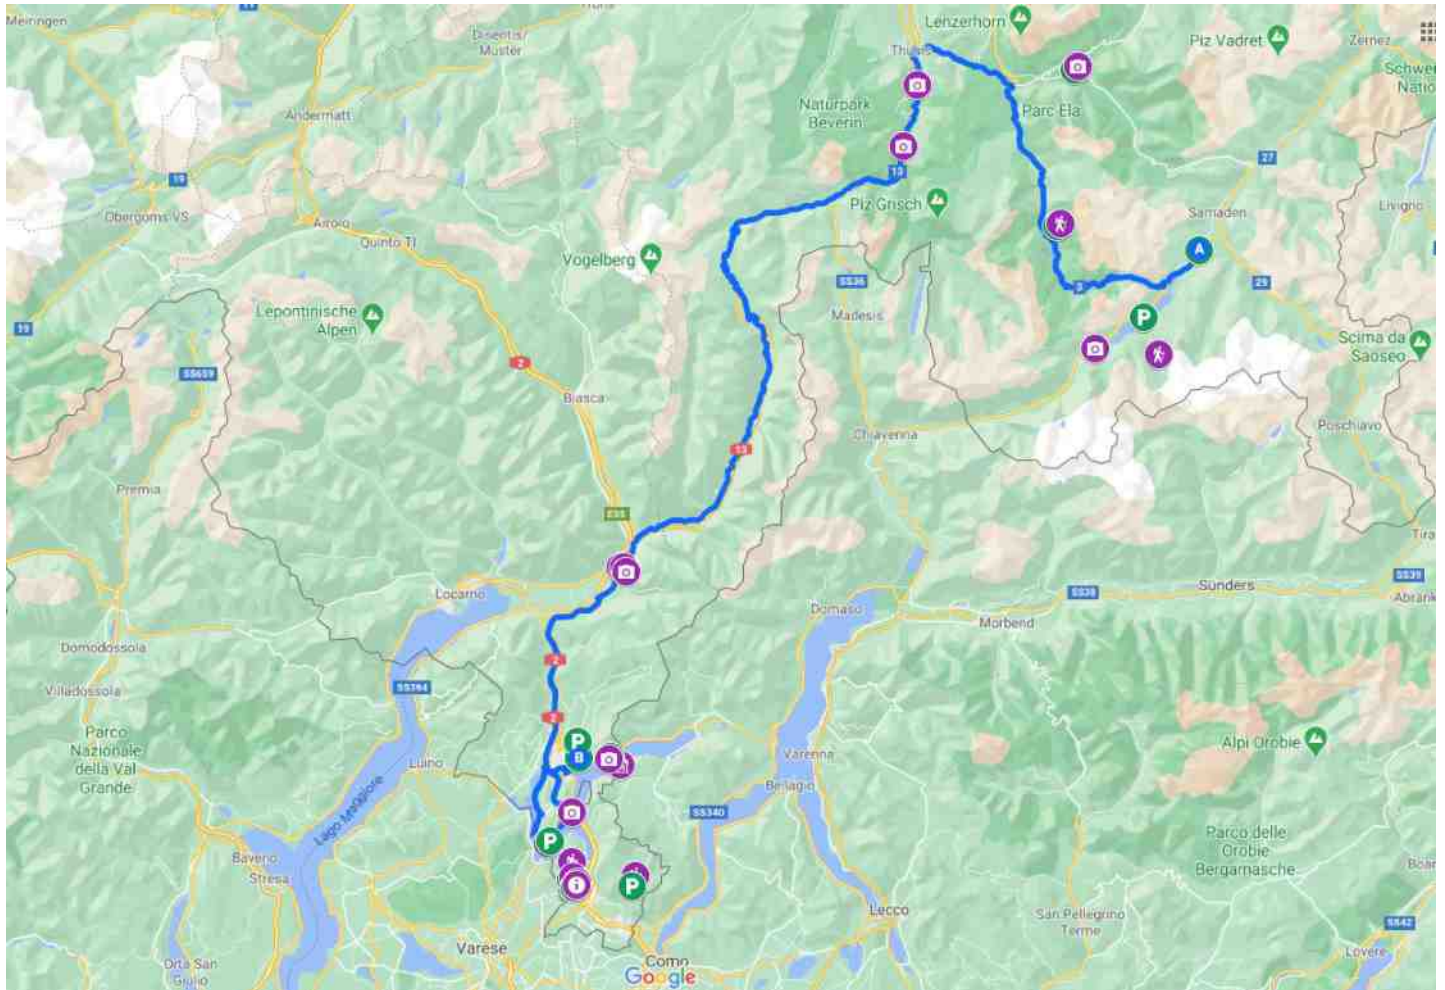 Meiringen
Disentis/
Mustér
Lenzerhorn
Piz Vadret
Zernez
Thusis
Schwei
Natio
Andermatt
Naturpark
Beverin
Parc Ela
19
27
13
Obergoms VS
Airolo
Quinto TI
Piz Grisch
Samaden
Livigno
Vogelberg
A
SS36
3
29
Lepontinische
Alpen
Madesis
P
19
2
Scima da
Saoseo
SS659
Biasca
Chiavenna
Poschiavo
13
Premia
E35
Tira
Locarno
Domaso
SS38
Sünders
SS39
Abrank
Morbend
Domodossola
2
Villadossola
SS394
2
Parco
Nazionale
della Val
Grande
P
B
Varenna
Alpi Orobie
Luino
Bellagio
Lago Maggiore
SS340
P
Parco delle
Orobie
Bergamasche
Baveno
Stresa
i
P
Lecco
San Pellegrino
Terme
SS42
Varese
Como
Lovere
Orta San
Giulio
Google